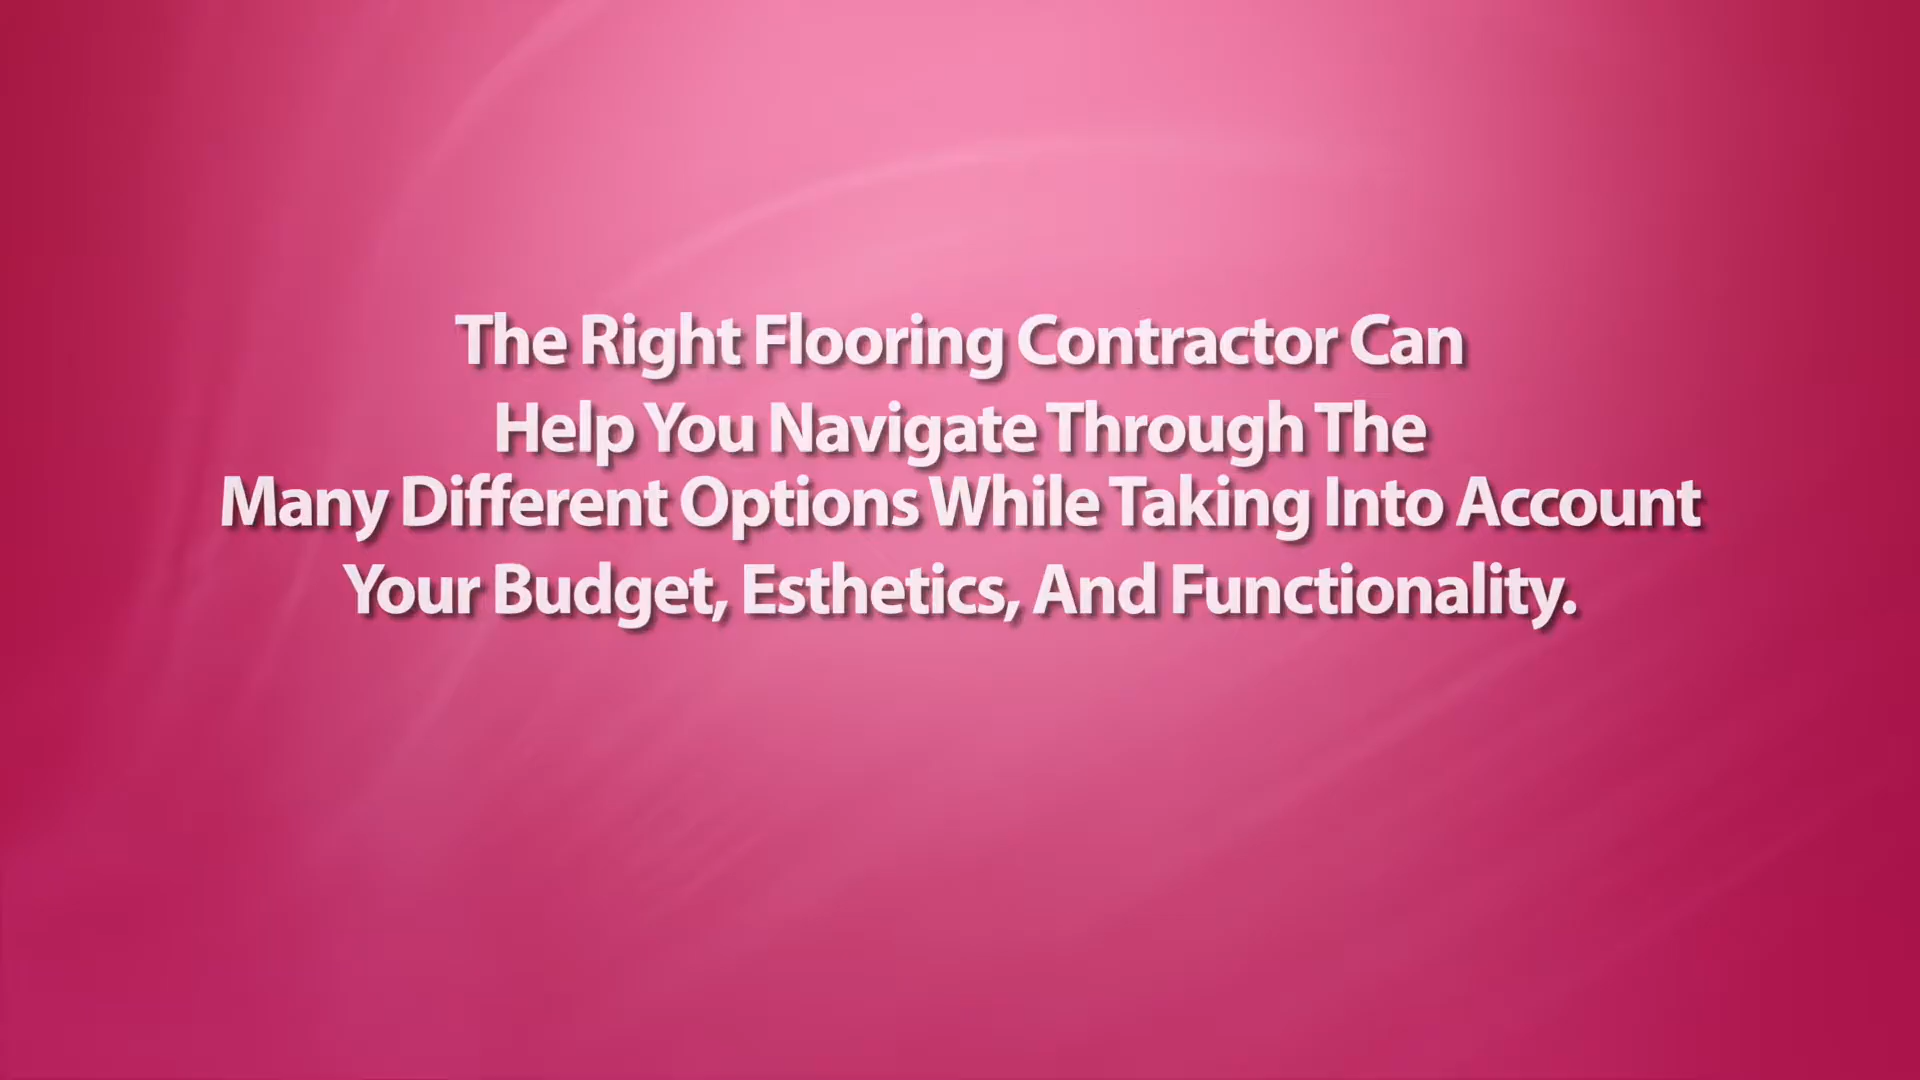 The Right Flooring Contractor Can
Help You Navigate Through The
Many Different Options While Taking Into Account
Your Budget, Esthetics, And Functionality.